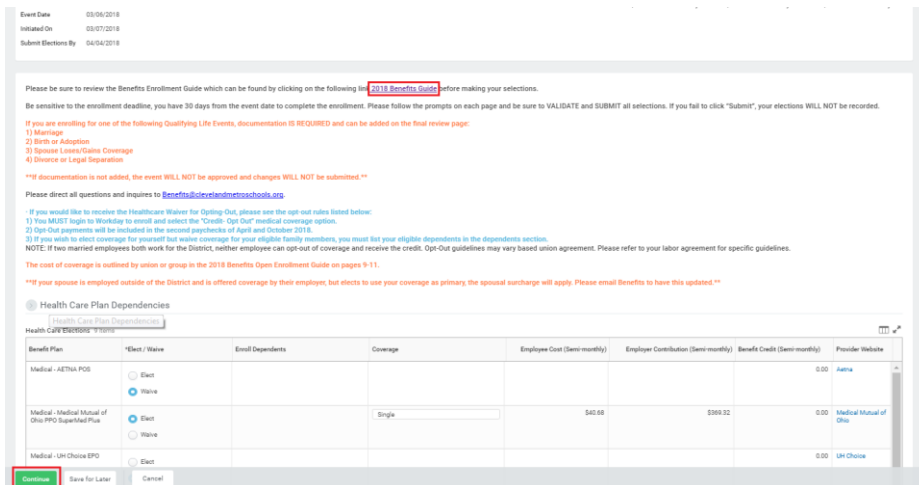 Event Date 03/06/2018
Initiated On 03/07/2018
Submit Elections By 04/04/2018
Please be sure to review the Benefits Enrollment Guide which can be found by clicking on the following link 2018 Benefits Guide before making your selections.
Be sensitive to the enrollment deadline, you have 30 days from the event date to complete the enrollment. Please follow the prompts on each page and be sure to VALIDATE and SUBMIT all selections. If you fail to click "Submit", your elections WILL NOT be recorded.
If you are enrolling for one of the following Qualifying Life Events, documentation IS REQUIRED and can be added on the final review page:
1) Marriage
2) Birth or Adoption
3) Spouse Loses/Gains Coverage
4) Divorce or Legal Separation
**If documentation is not added, the event WILL NOT be approved and changes WILL NOT be submitted.**
Please direct all questions and inquires to Benefits@clevelandmetroschools.org.
· If you would like to receive the Healthcare Waiver for Opting-Out, please see the opt-out rules listed below:
1) You MUST login to Workday to enroll and select the "Credit- Opt Out" medical coverage option.
2) Opt-Out payments will be included in the second paychecks of April and October 2018.
3) If you wish to elect coverage for yourself but waive coverage for your eligible family members, you must list your eligible dependents in the dependents section.
NOTE: If two married employees both work for the District, neither employee can opt-out of coverage and receive the credit. Opt-Out guidelines may vary based union agreement. Please refer to your labor agreement for specific guidelines.
The cost of coverage is outlined by union or group in the 2018 Benefits Open Enrollment Guide on pages 9-11.
**If your spouse is employed outside of the District and is offered coverage by their employer, but elects to use your coverage as primary, the spousal surcharge will apply. Please email Benefits to have this updated.**
Health Care Plan Dependencies
Health Care Plan Dependencies
Health Care Elections 9 items
Benefit Plan *Elect / Waive Enroll Dependents Coverage Employee Cost (Semi-monthly) Employer Contribution (Semi-monthly) Benefit Credit (Semi-monthly) Provider Website
Medical - AETNA POS Elect 0.00 Aetna
Waive
Medical - Medical Mutual of Elect Single $40.68 $369.32 0.00 Medical Mutual of
Ohio PPO SuperMed Plus Ohio
Waive
Medical - UH Choice EPO Elect 0.00 UH Choice
Continue Save for Later Cancel